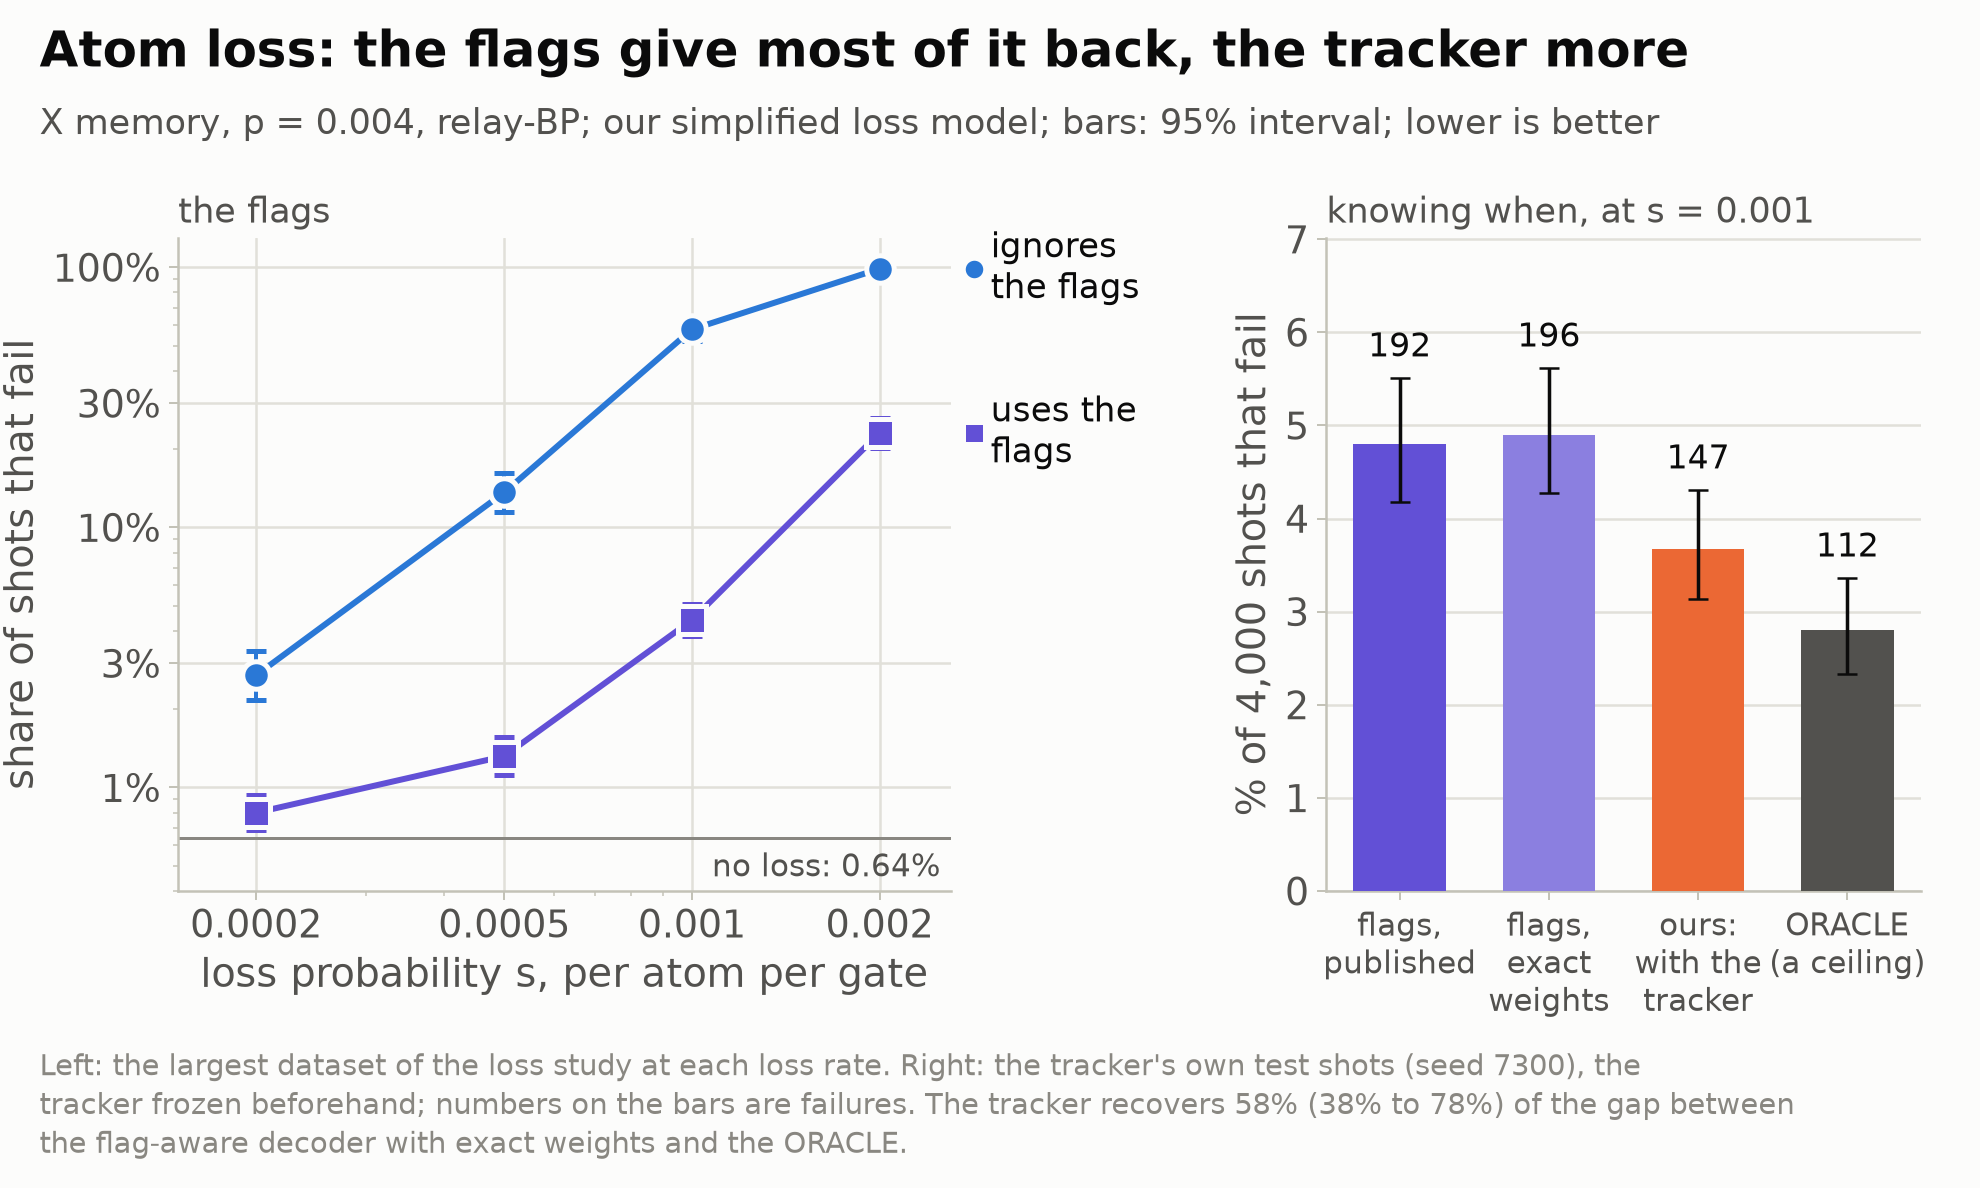 Atom loss: the flags give most of it back, the tracker more
X memory, p = 0.004, relay-BP; our simplified loss model; bars: 95% interval; lower is better
the flags
share of shots that fail
100%
30%
10%
3%
1%
ignores
the flags
uses the
flags
no loss: 0.64%
0.0002
0.0005
0.001
0.002
loss probability s, per atom per gate
knowing when, at s = 0.001
% of 4,000 shots that fail
7
6
5
4
3
2
1
0
192
196
147
112
flags,
published
flags,
exact
weights
ours:
with the
tracker
ORACLE
(a ceiling)
Left: the largest dataset of the loss study at each loss rate. Right: the tracker's own test shots (seed 7300), the
tracker frozen beforehand; numbers on the bars are failures. The tracker recovers 58% (38% to 78%) of the gap between
the flag-aware decoder with exact weights and the ORACLE.